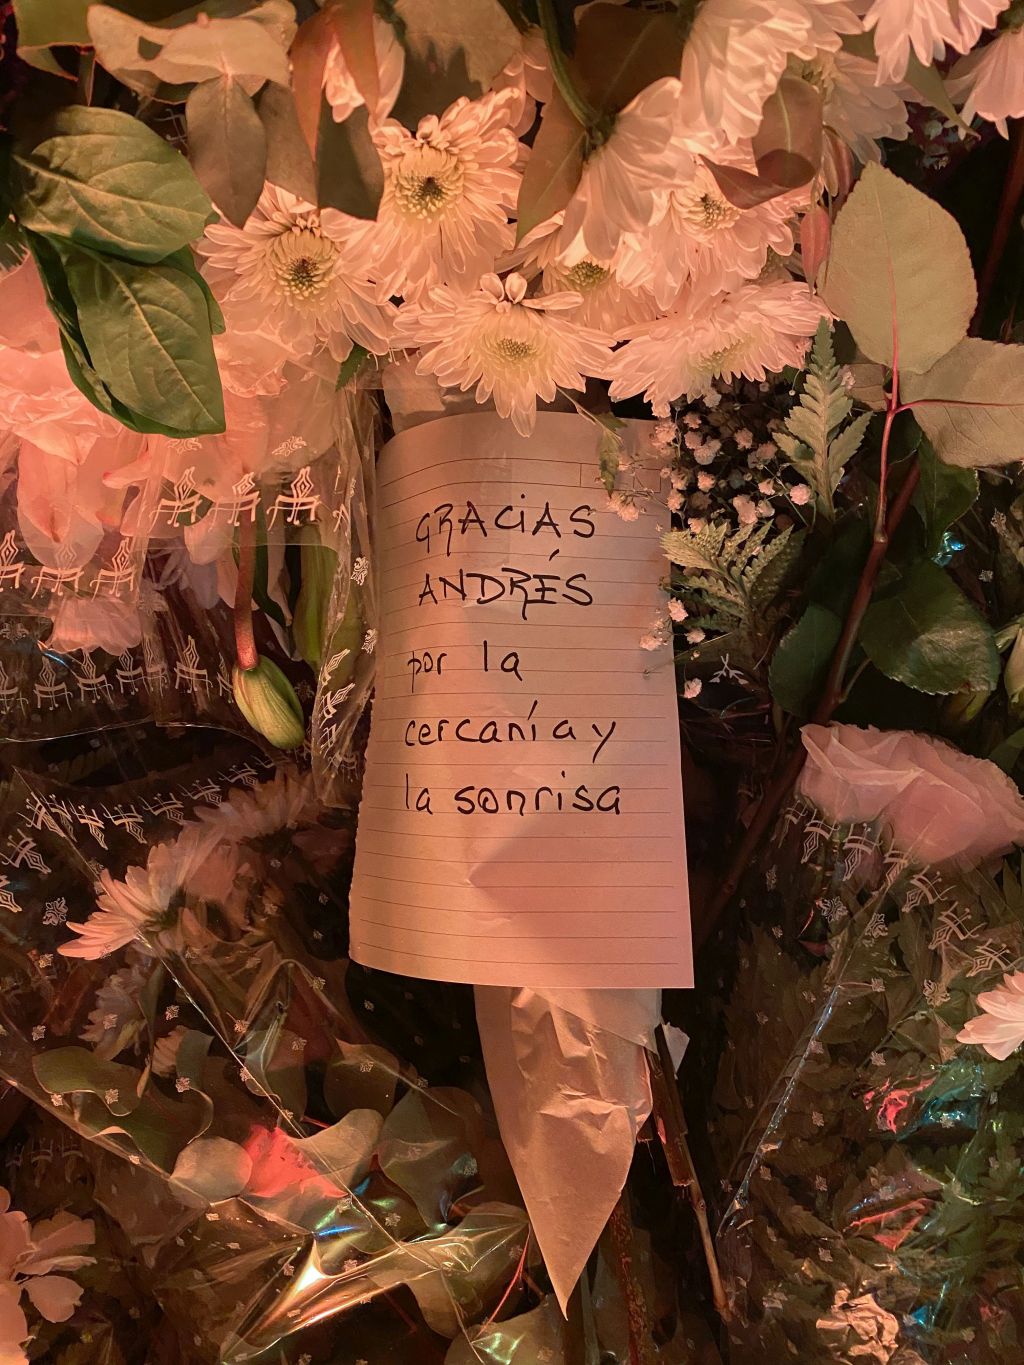 GRACIAS
ANDRÉS
por la
cercanía y
la sonrisa